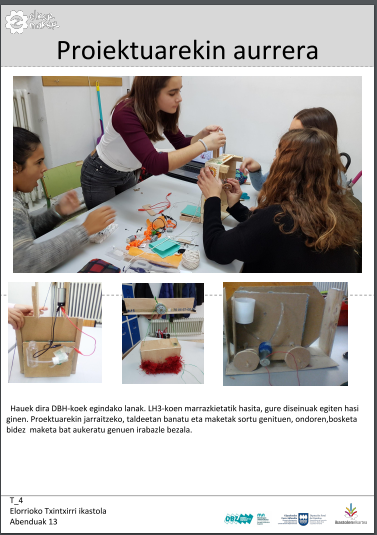 Proiektuarekin aurrera
Hauek dira DBH-koek egindako lanak. LH3-koen marrazkietatik hasita, gure diseinuak egiten hasi
ginen. Proektuarekin jarraitzeko, taldeetan banatu eta maketak sortu genituen, ondoren,bosketa
bidez maketa bat aukeratu genuen irabazle bezala.
T_4
Elorrioko Txintxirri ikastola
Abenduak 13